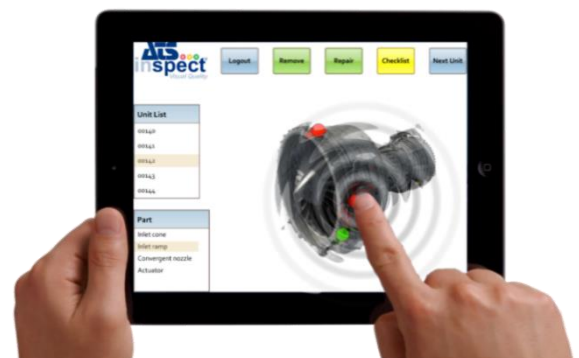 ATS
inspect
Visual Quality
Logout
Remove
Repair
Checklist
Next Unit
Unit List
00140
00141
00142
00143
00144
Part
Inlet cone
Inlet ramp
Convergent nozzle
Actuator